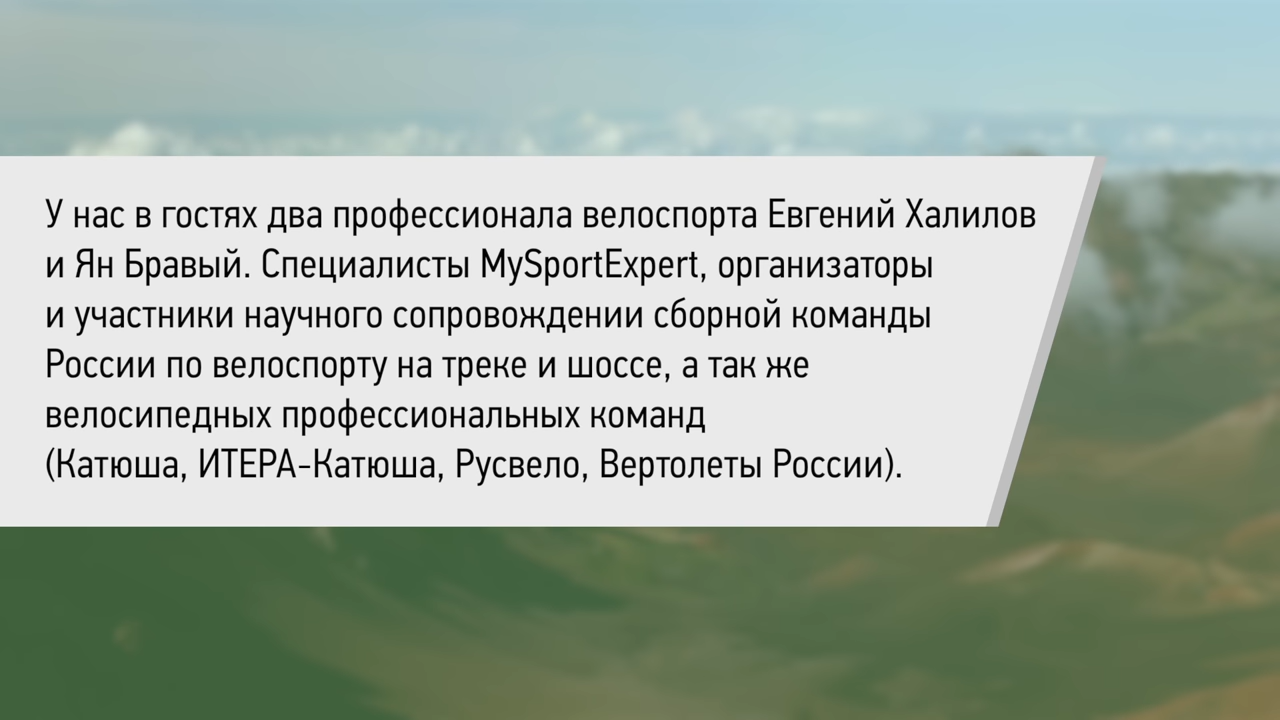 У нас в гостях два профессионала велоспорта Евгений Халилов
и Ян Бравый. Специалисты MySportExpert, организаторы
и участники научного сопровождении сборной команды
России по велоспорту на треке и шоссе, а так же
велосипедных профессиональных команд
(Катюша, ИТЕРА-Катюша, Русвело, Вертолеты России).